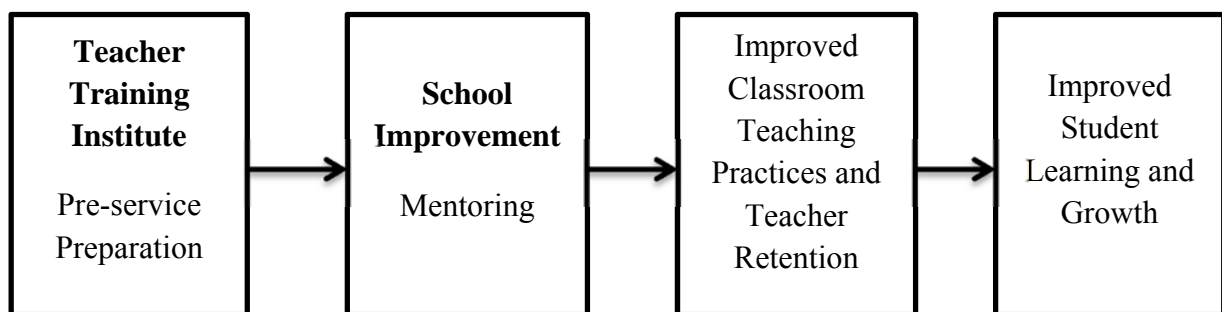 Teacher
Training
Institute
Pre-service
Preparation
School
Improvement
Mentoring
Improved
Classroom
Teaching
Practices and
Teacher
Retention
Improved
Student
Learning and
Growth